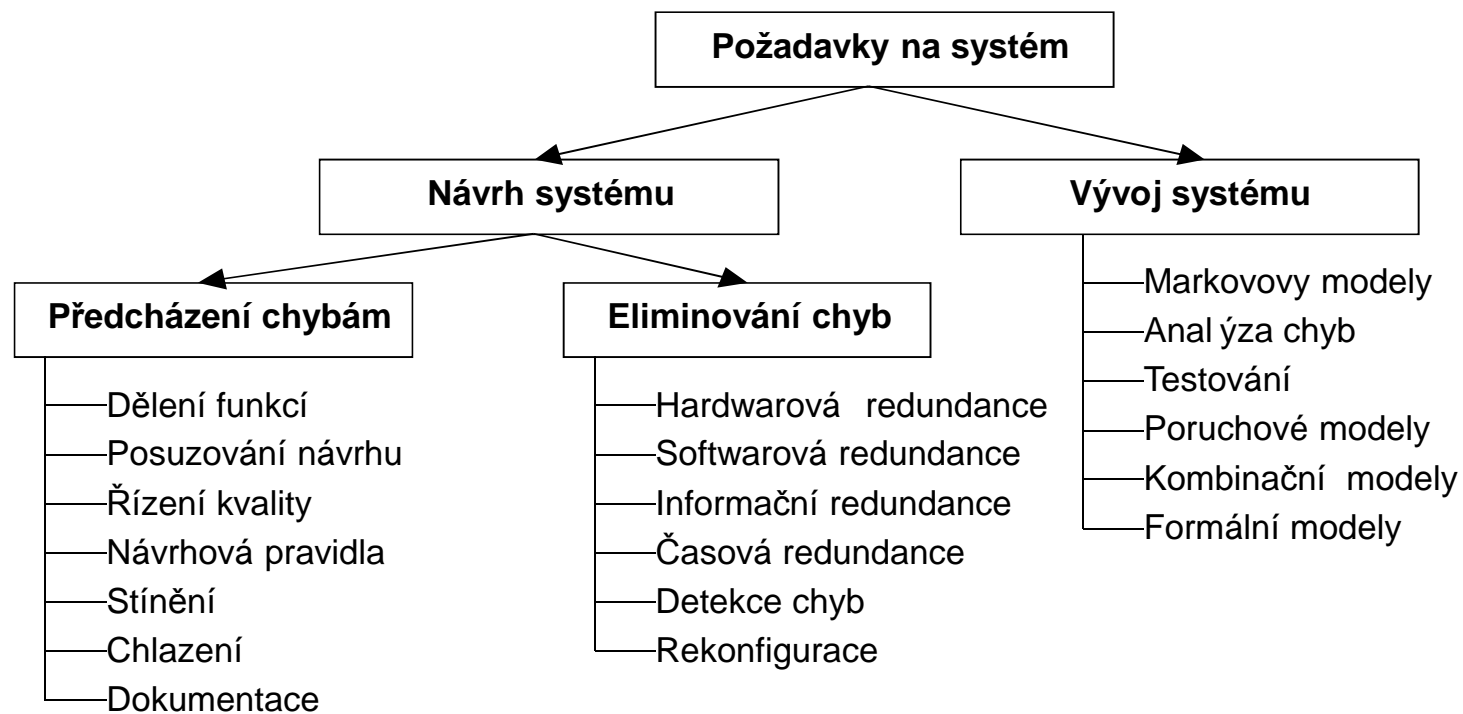 Požadavky na systém
Návrh systému
Vývoj systému
Předcházení chybám
Dělení funkcí
Posuzování návrhu
Řízení kvality
Návrhová pravidla
Stínění
Chlazení
Dokumentace
Eliminování chyb
Hardwarová redundance
Softwarová redundance
Informační redundance
Časová redundance
Detekce chyb
Rekonfigurace
Markovovy modely
Anal ýza chyb
Testování
Poruchové modely
Kombinační modely
Formální modely